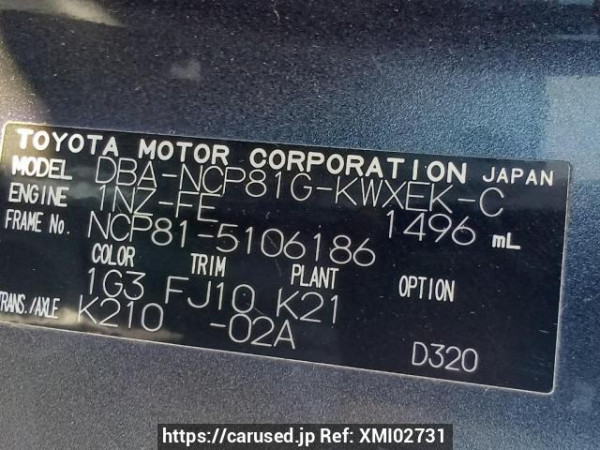 TOYOTA MOTOR CORPORATION JAPAN
MODEL DBA-NCP81G-KWXEK-C
ENGINE 1NZ-FE 1496 mL
FRAME No. NCP81-5106186
COLOR TRIM PLANT OPTION
1G3 FJ10 K21
TRANS./AXLE K210 -02A
D320
https://carused.jp Ref: XMI02731